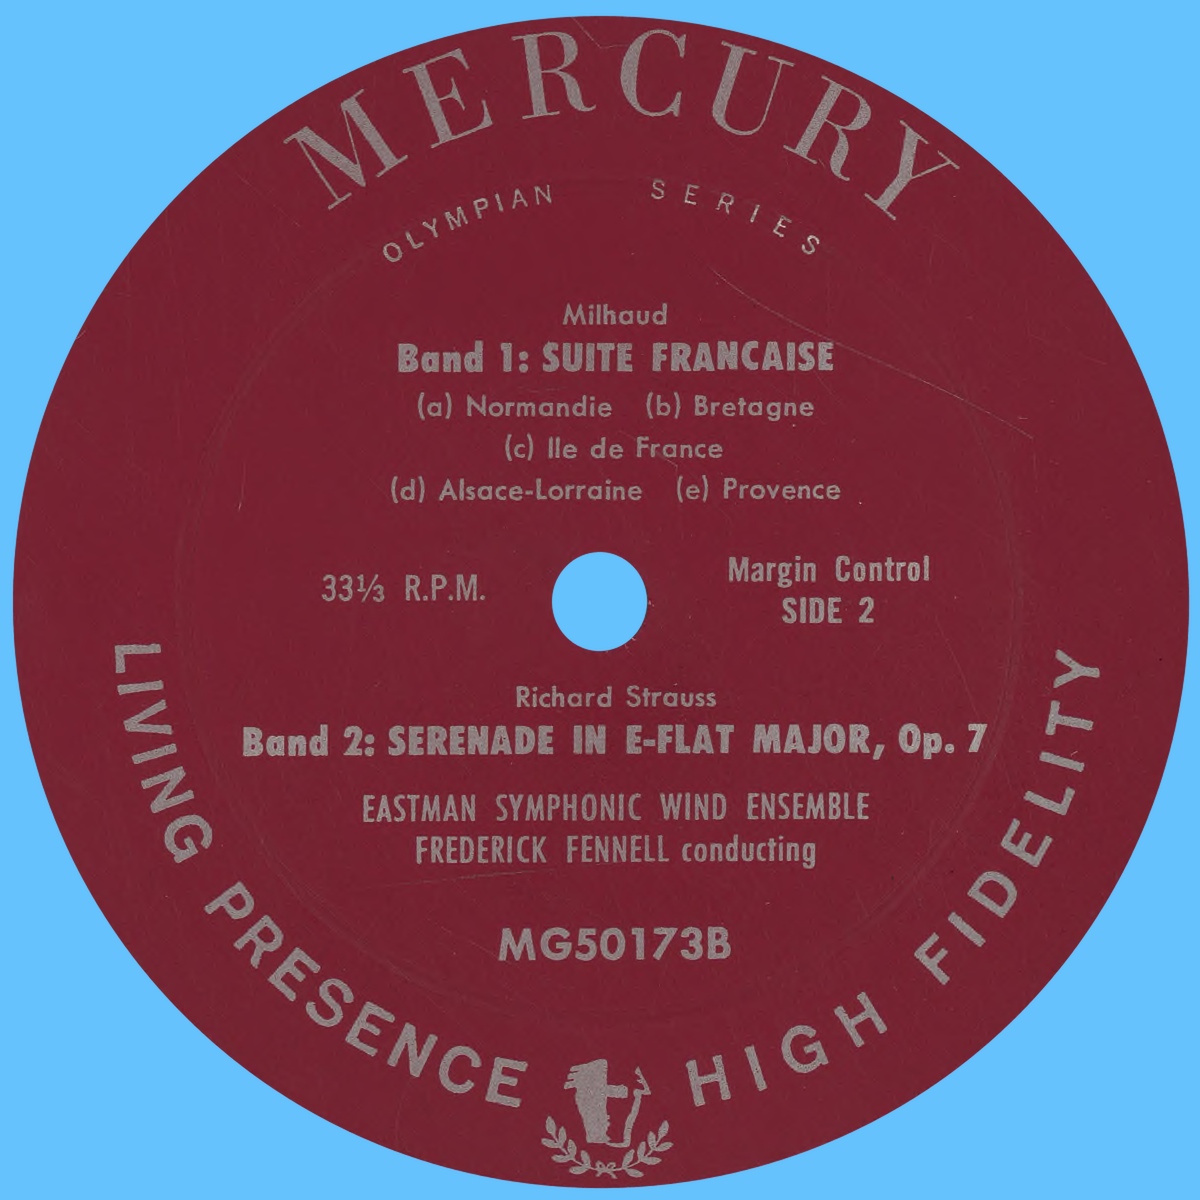 MERCURY
OLYMPIAN SERIES
Milhaud
Band 1: SUITE FRANCAISE
(a) Normandie (b) Bretagne
(c) Ile de France
(d) Alsace-Lorraine (e) Provence
33⅓ R.P.M.
Margin Control
SIDE 2
Richard Strauss
Band 2: SERENADE IN E-FLAT MAJOR, Op. 7
EASTMAN SYMPHONIC WIND ENSEMBLE
FREDERICK FENNELL conducting
MG50173B
LIVING PRESENCE HIGH FIDELITY